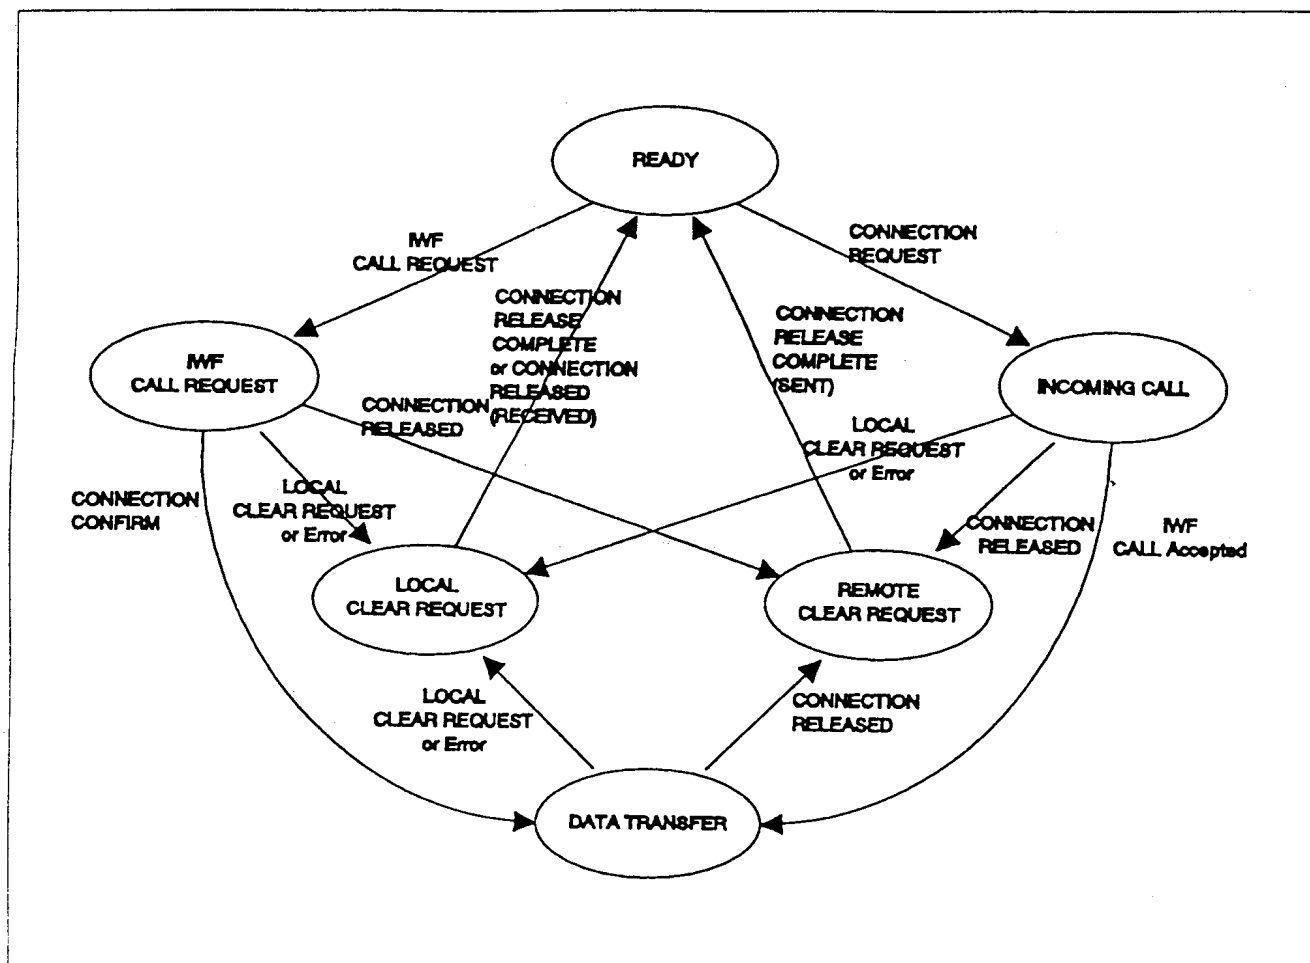 READY
IWF
CALL REQUEST
CONNECTION
REQUEST
CONNECTION
RELEASE
COMPLETE
or CONNECTION
RELEASED
(RECEIVED)
CONNECTION
RELEASE
COMPLETE
(SENT)
IWF
CALL REQUEST
INCOMING CALL
CONNECTION
RELEASED
LOCAL
CLEAR REQUEST
or Error
CONNECTION
CONFIRM
LOCAL
CLEAR REQUEST
or Error
CONNECTION
RELEASED
IWF
CALL Accepted
LOCAL
CLEAR REQUEST
REMOTE
CLEAR REQUEST
LOCAL
CLEAR REQUEST
or Error
CONNECTION
RELEASED
DATA TRANSFER